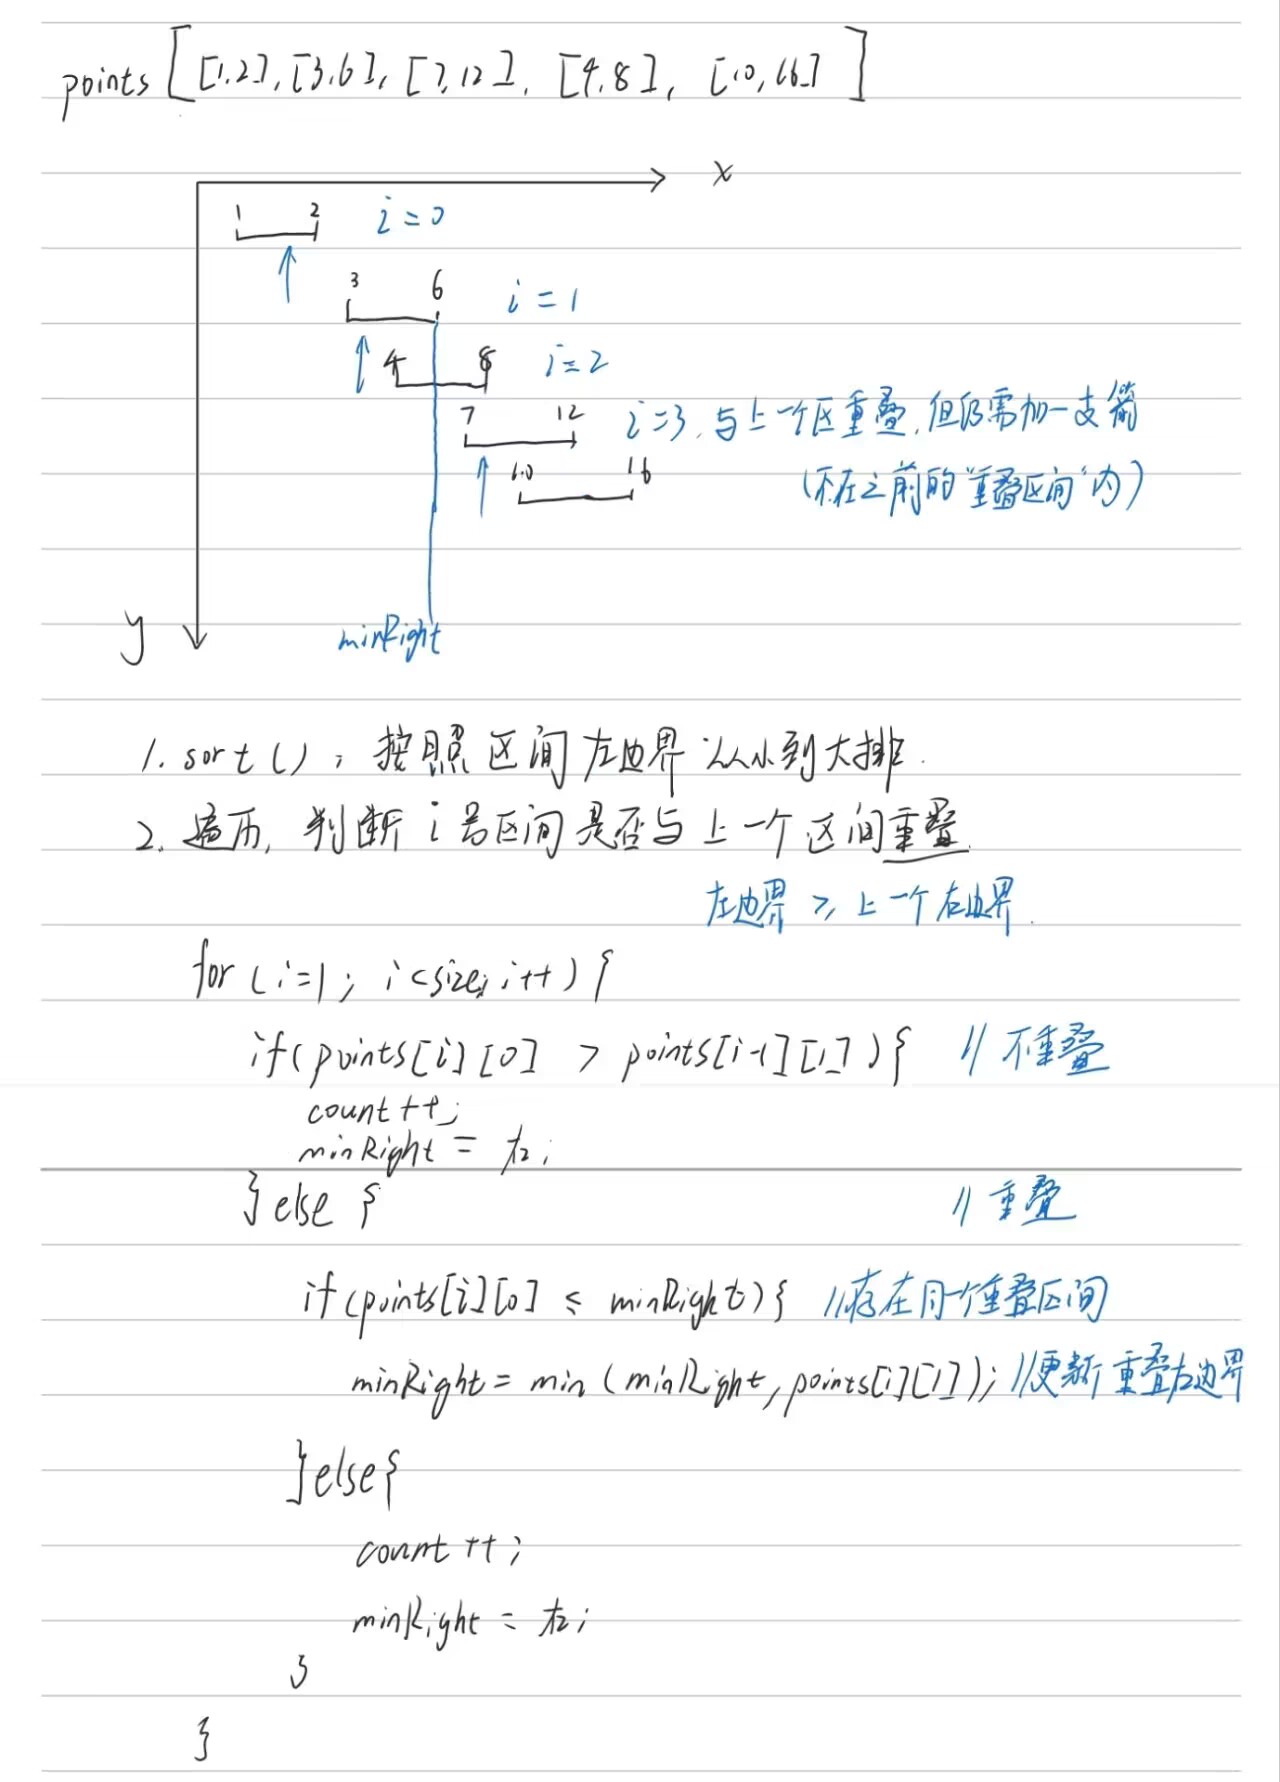 points [[1,2],[3,6],[7,12],[4,8],[10,16]]
x
1 2 i=0
3 6 i=1
4 8 i=2
7 12 i=3,与上一个区重叠,但仍需加一支箭
10 16 (不在之前的"重叠区间"内)
y minRight
1. sort(); 按照区间左边界从小到大排.
2. 遍历, 判断 i 号区间是否与上一个区间重叠.
左边界 ≥ 上一个右边界.
for (i=1; i<size; i++) {
if(points[i][0] > points[i-1][1]){ // 不重叠
count++;
minRight = 右;
} else { // 重叠
if(points[i][0] ≤ minRight){ //存在同一个重叠区间
minRight = min (minRight, points[i][1]); //更新重叠右边界
}else{
count++;
minRight = 右;
}
}